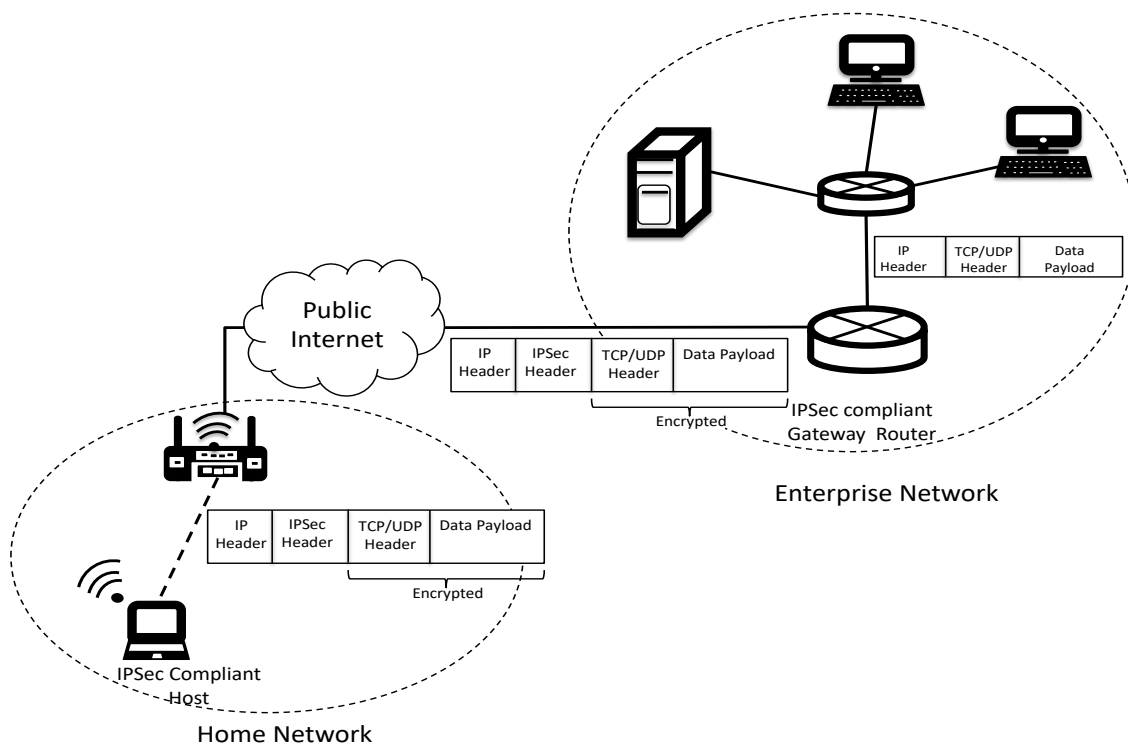 IP
Header
TCP/UDP
Header
Data
Payload
Public
Internet
IP
Header
IPSec
Header
TCP/UDP
Header
Data Payload
Encrypted
IPSec compliant
Gateway Router
Enterprise Network
IP
Header
IPSec
Header
TCP/UDP
Header
Data Payload
Encrypted
IPSec Compliant
Host
Home Network